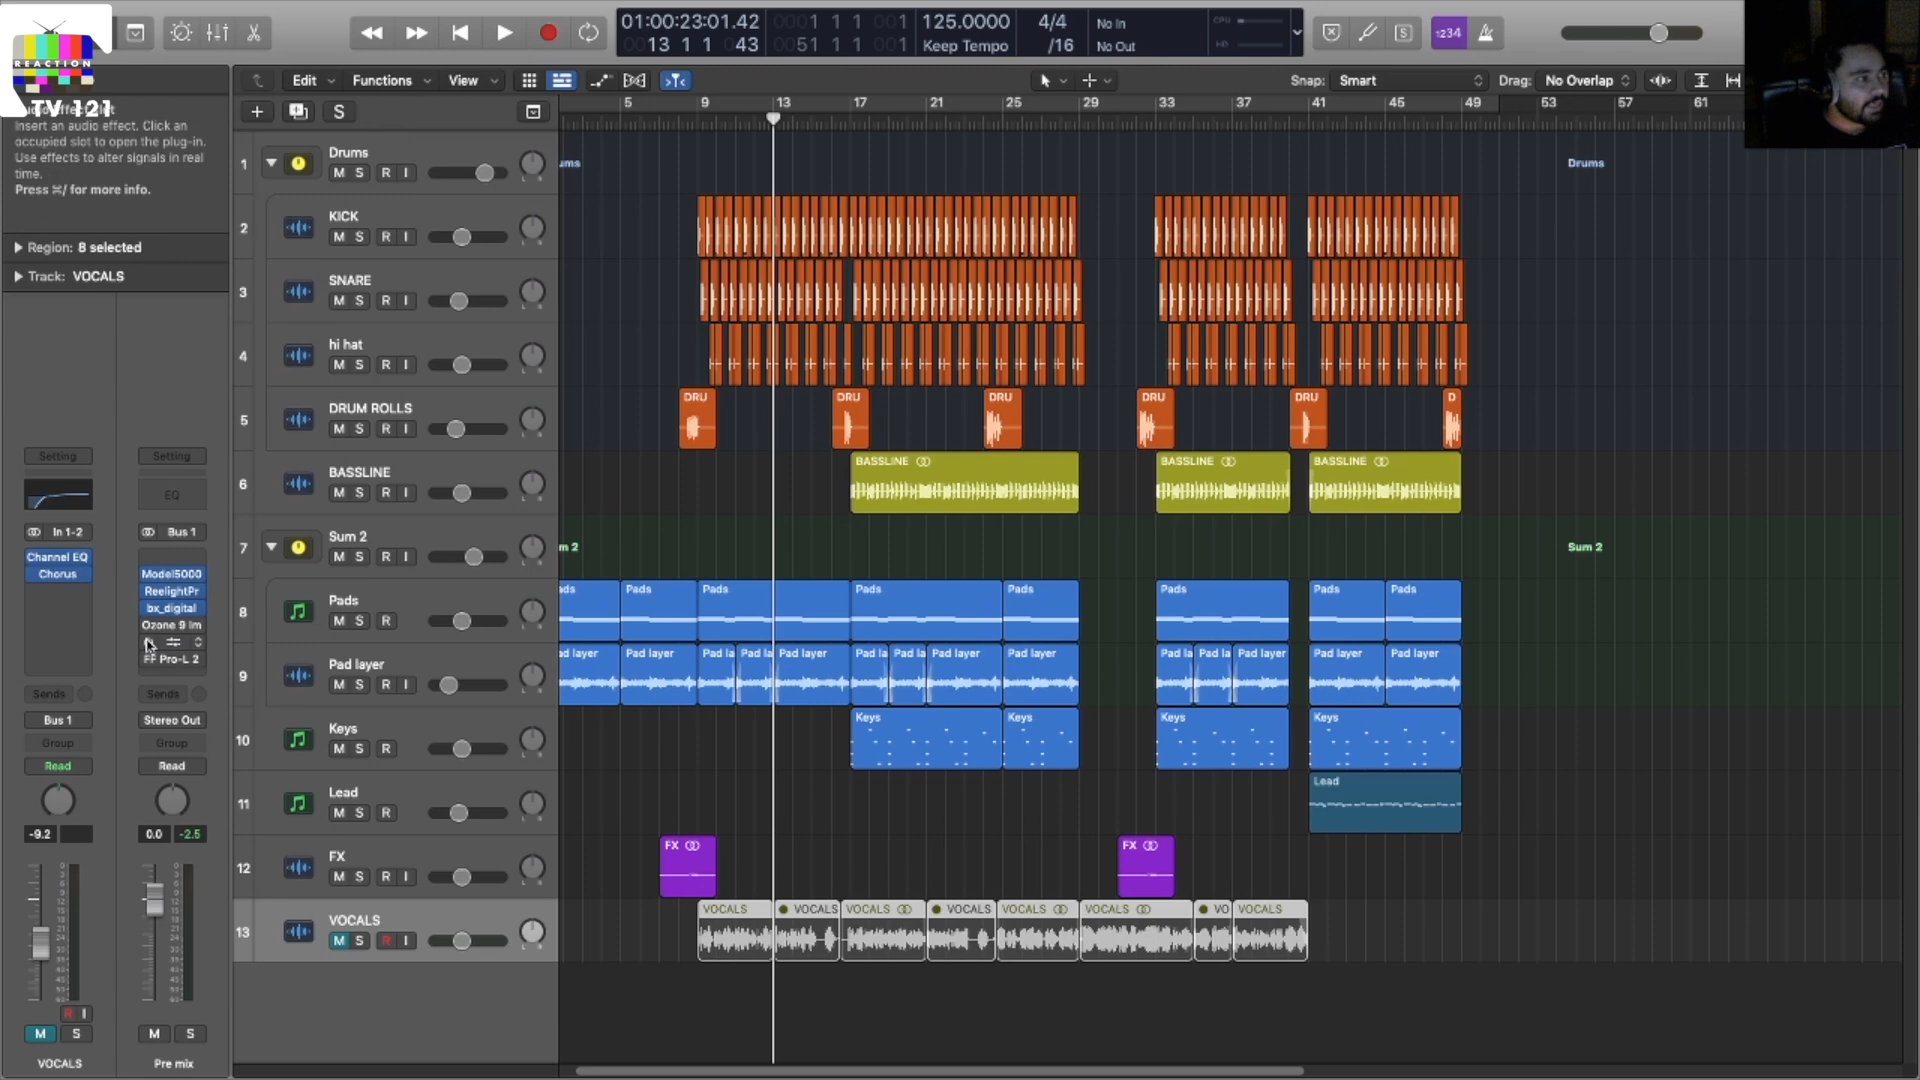 REACTION
TV 121
01:00:23:01.42
13 1 1 43
0001 1 1 001
0051 1 1 001
125.0000
Keep Tempo
4/4
/16
No In
No Out
CPU
HD
1234
Edit
Functions
View
Snap: Smart
Drag: No Overlap
S
5 9 13 17 21 25 29 33 37 41 45 49 53 57 61
Insert an audio effect. Click an
occupied slot to open the plug-in.
Use effects to alter signals in real
time.
Press ⌘/ for more info.
Region: 8 selected
Track: VOCALS
Setting
Setting
EQ
In 1-2
Bus 1
Channel EQ
Chorus
Model5000
ReelightPr
bx_digital
Ozone 9 Im
FF Pro-L 2
Sends
Sends
Bus 1
Stereo Out
Group
Group
Read
Read
-9.2
0.0 -2.5
R I
M S
M S
VOCALS
Pre mix
1 Drums
M S R I
ums
Drums
2 KICK
M S R I
3 SNARE
M S R I
4 hi hat
M S R I
5 DRUM ROLLS
M S R I
DRU DRU DRU DRU DRU D
6 BASSLINE
M S R I
BASSLINE BASSLINE BASSLINE
7 Sum 2
M S R I
m 2
Sum 2
8 Pads
M S R
ads Pads Pads Pads Pads Pads Pads Pads
9 Pad layer
M S R I
ad layer Pad layer Pad la Pad la Pad layer Pad la Pad la Pad layer Pad layer Pad la Pad la Pad layer Pad layer Pad layer
10 Keys
M S R
Keys Keys Keys Keys
11 Lead
M S R
Lead
12 FX
M S R I
FX FX
13 VOCALS
M S R I
VOCALS VOCALS VOCALS VOCALS VOCALS VOCALS VO VOCALS